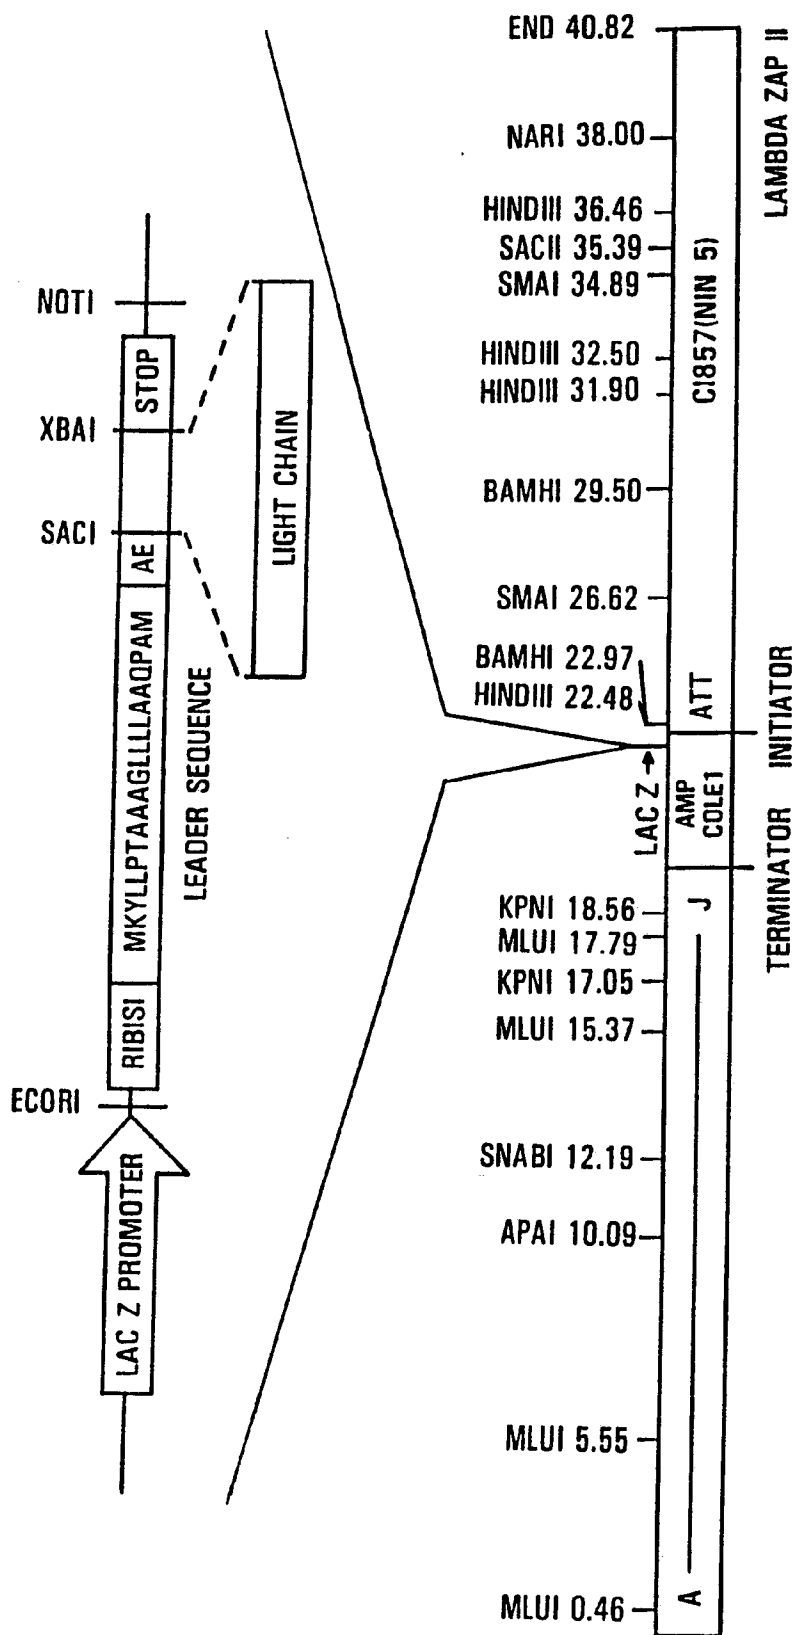 NOTI
XBAI
SACI
ECORI
STOP
AE
MKYLLPTAAAGLLLLAAQPAM
RIBISI
LAC Z PROMOTER
LEADER SEQUENCE
LIGHT CHAIN
END 40.82
NARI 38.00
HINDIII 36.46
SACII 35.39
SMAI 34.89
HINDIII 32.50
HINDIII 31.90
BAMHI 29.50
SMAI 26.62
BAMHI 22.97
HINDIII 22.48
LAC Z
KPNI 18.56
MLUI 17.79
KPNI 17.05
MLUI 15.37
SNABI 12.19
APAI 10.09
MLUI 5.55
MLUI 0.46
CI857(NIN 5)
ATT
AMP
COLE1
J
A
LAMBDA ZAP II
INITIATOR
TERMINATOR